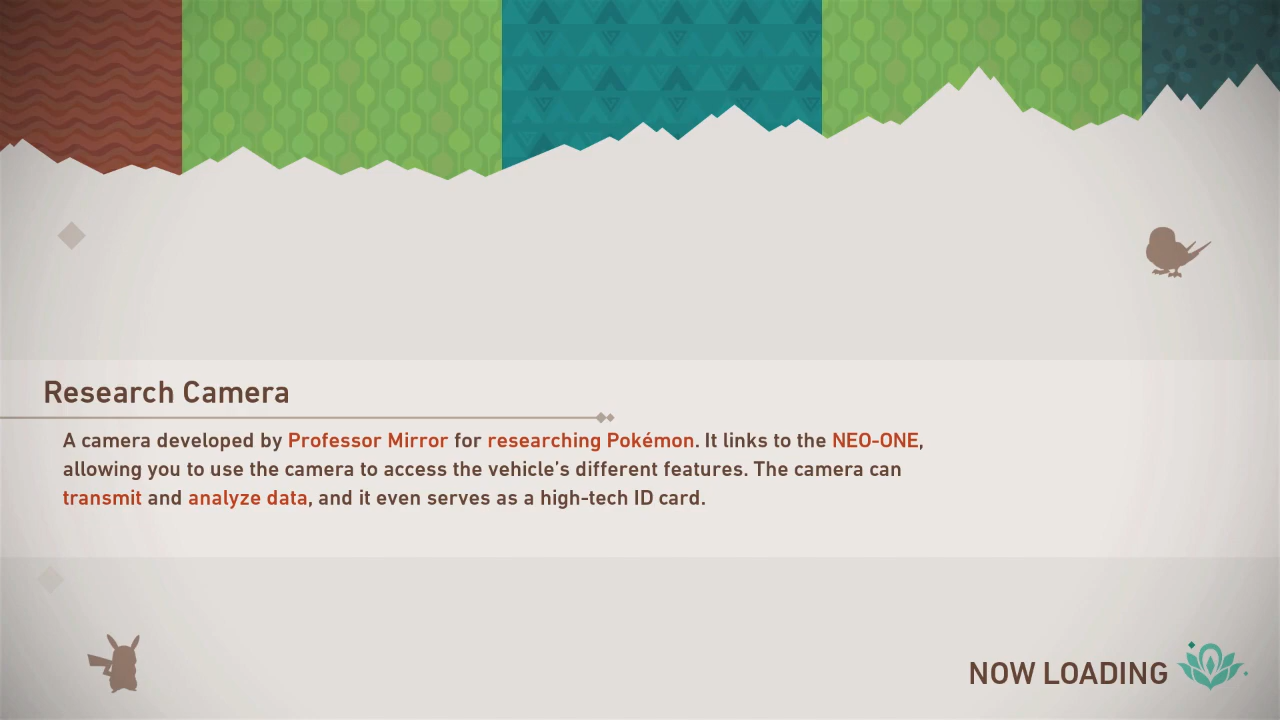 Research Camera
A camera developed by Professor Mirror for researching Pokémon. It links to the NEO-ONE,
allowing you to use the camera to access the vehicle's different features. The camera can
transmit and analyze data, and it even serves as a high-tech ID card.
NOW LOADING